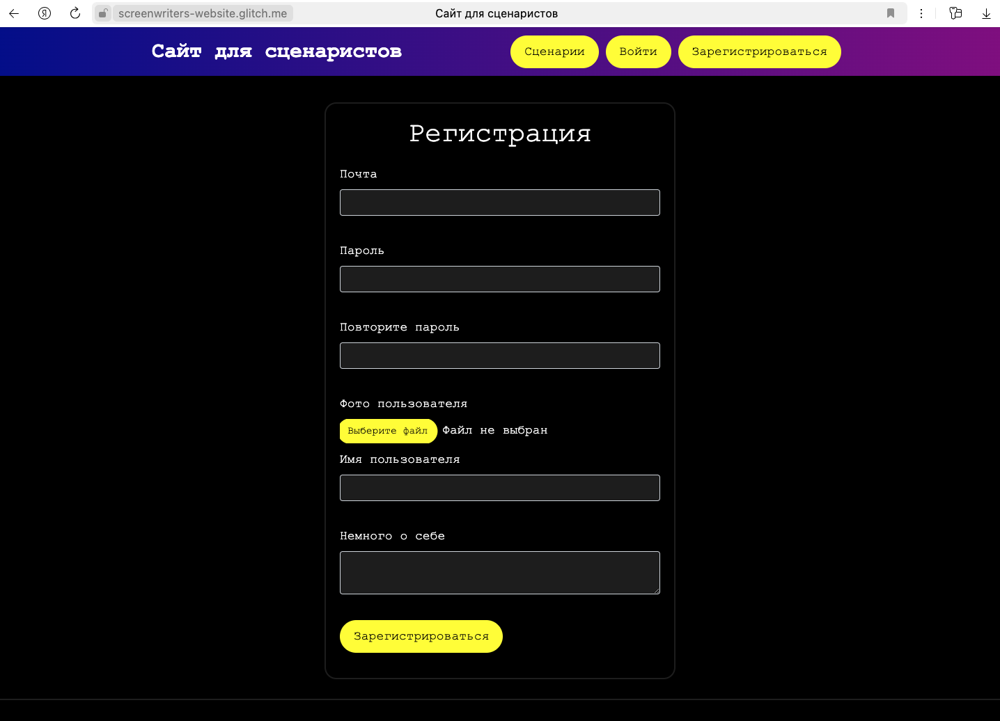 screenwriters-website.glitch.me
Сайт для сценаристов
Сайт для сценаристов
Сценарии
Войти
Зарегистрироваться
Регистрация
Почта
Пароль
Повторите пароль
Фото пользователя
Выберите файл Файл не выбран
Имя пользователя
Немного о себе
Зарегистрироваться